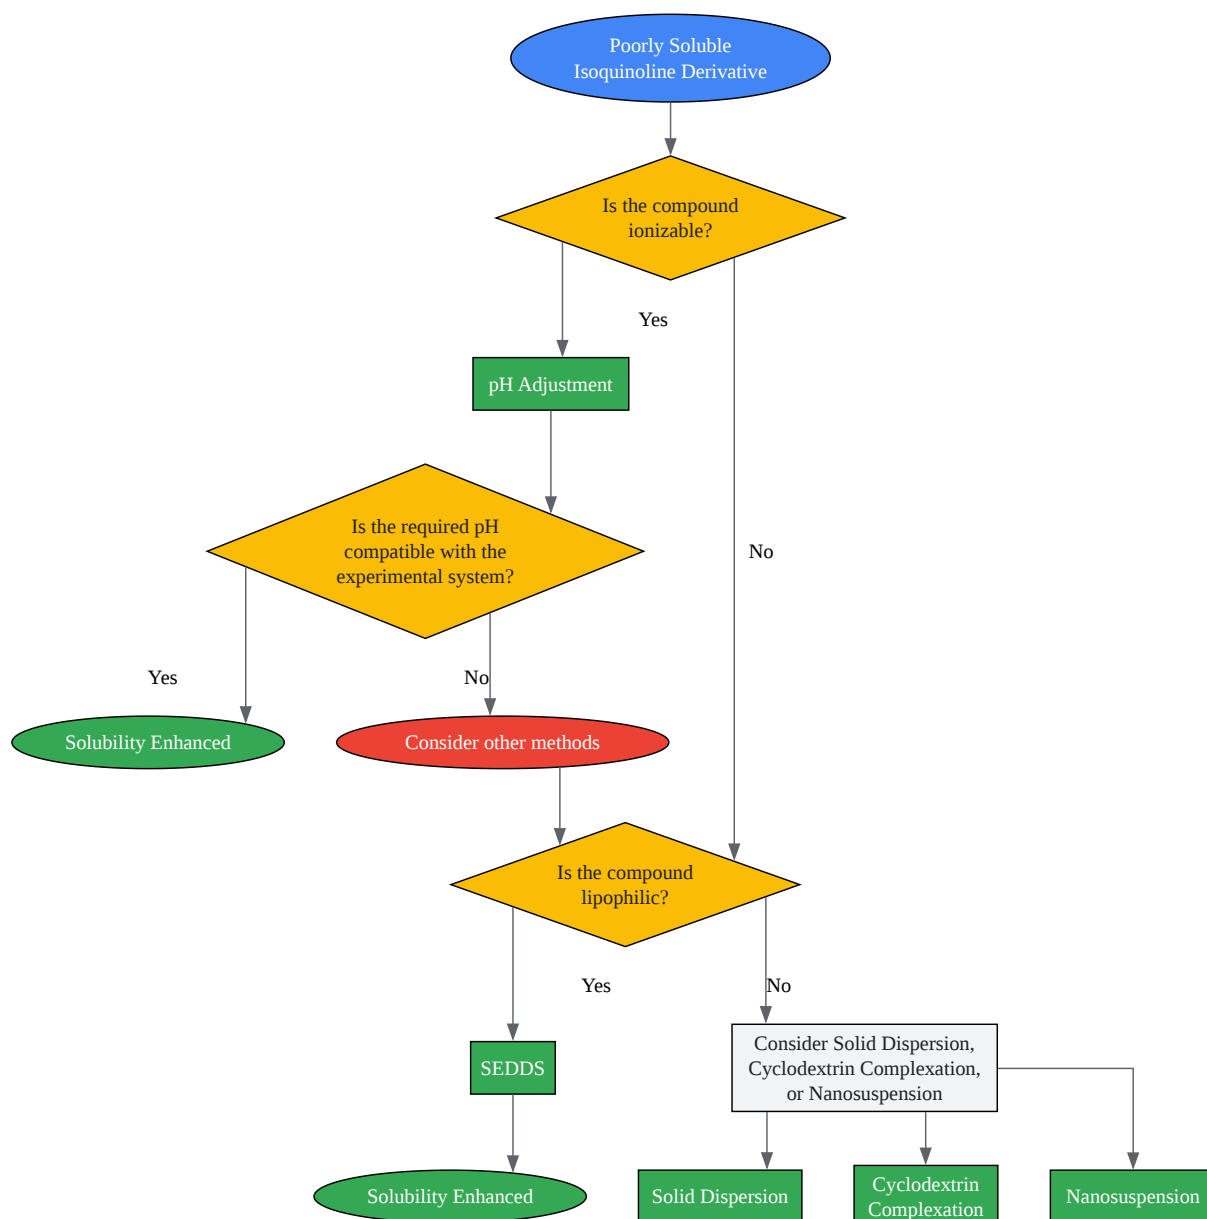 Poorly Soluble
Isoquinoline Derivative
Is the compound
ionizable?
Yes
pH Adjustment
Is the required pH
compatible with the
experimental system?
No
Yes
No
Solubility Enhanced
Consider other methods
Is the compound
lipophilic?
Yes
No
Consider Solid Dispersion,
Cyclodextrin Complexation,
or Nanosuspension
SEDDS
Solubility Enhanced
Solid Dispersion
Cyclodextrin
Complexation
Nanosuspension